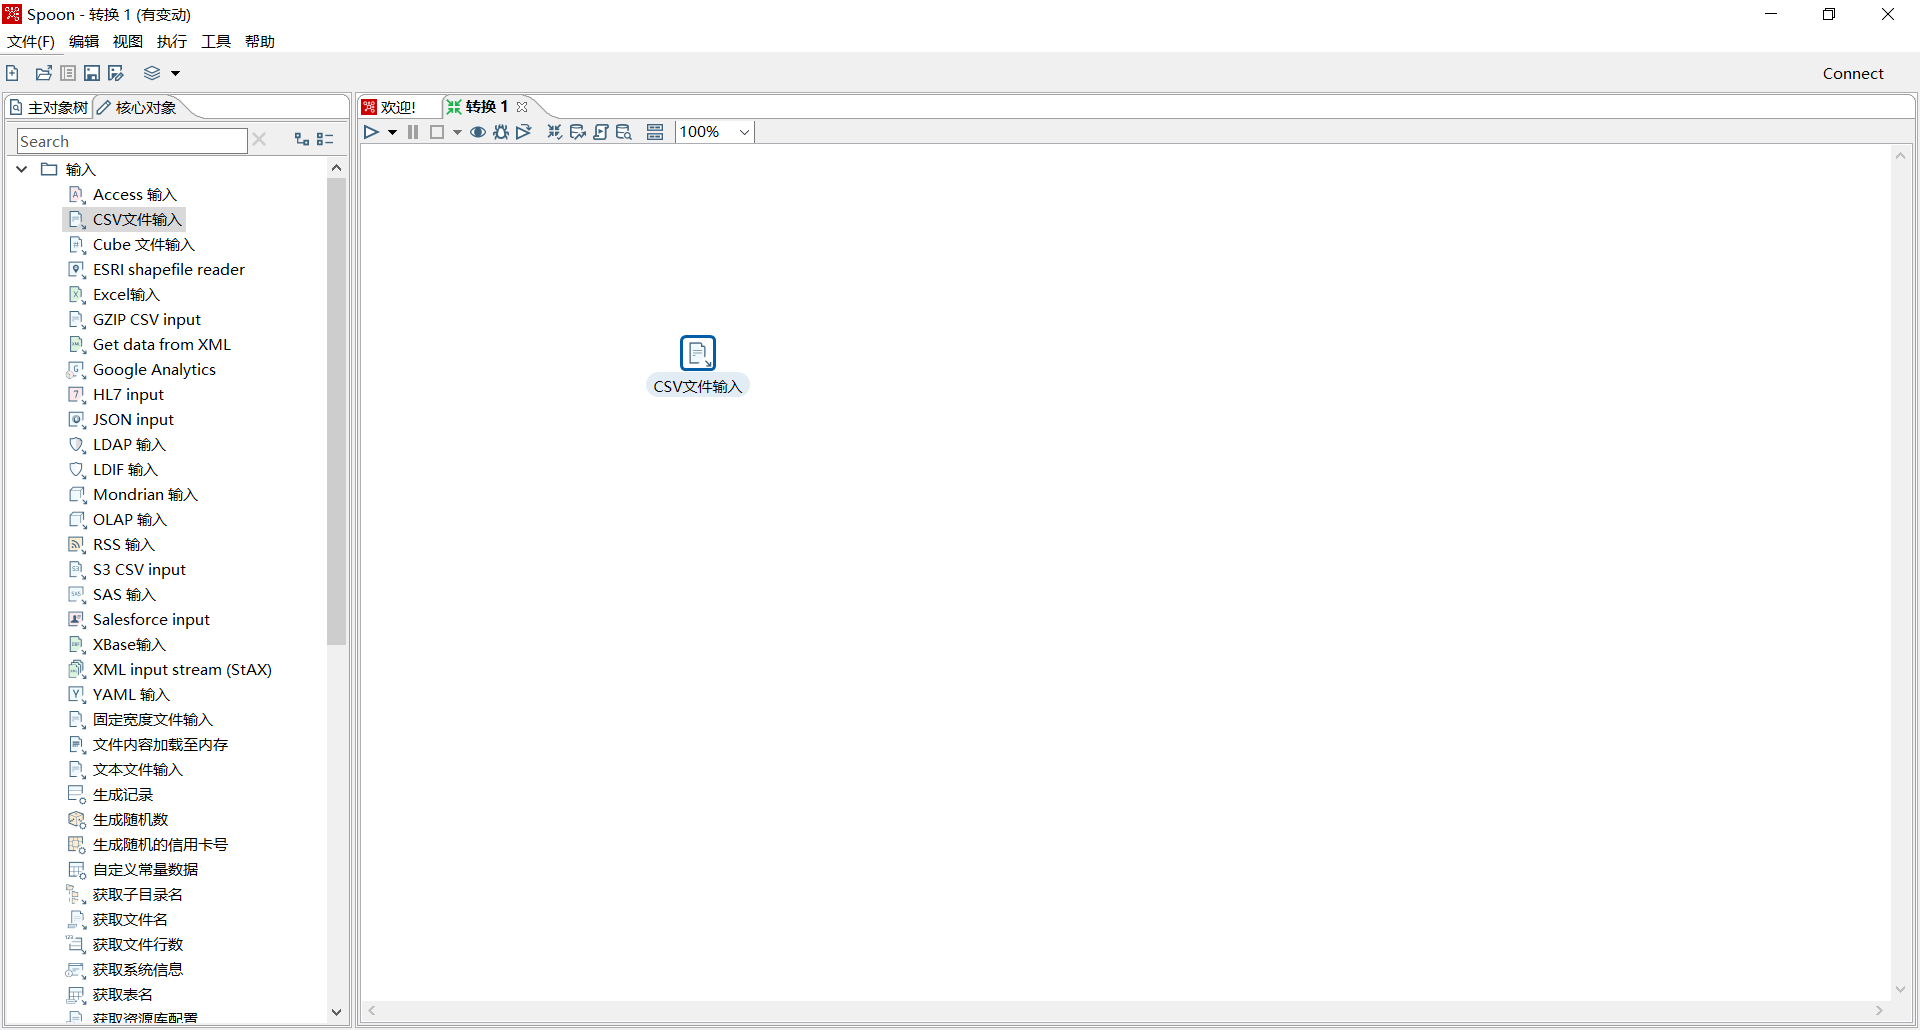 Spoon - 转换 1 (有变动)
文件(F) 编辑 视图 执行 工具 帮助
Connect
主对象树 核心对象
欢迎! 转换 1
Search
100%
输入
Access 输入
CSV文件输入
Cube 文件输入
ESRI shapefile reader
Excel输入
GZIP CSV input
Get data from XML
Google Analytics
HL7 input
JSON input
LDAP 输入
LDIF 输入
Mondrian 输入
OLAP 输入
RSS 输入
S3 CSV input
SAS 输入
Salesforce input
XBase输入
XML input stream (StAX)
YAML 输入
固定宽度文件输入
文件内容加载至内存
文本文件输入
生成记录
生成随机数
生成随机的信用卡号
自定义常量数据
获取子目录名
获取文件名
获取文件行数
获取系统信息
获取表名
获取资源库配置
CSV文件输入